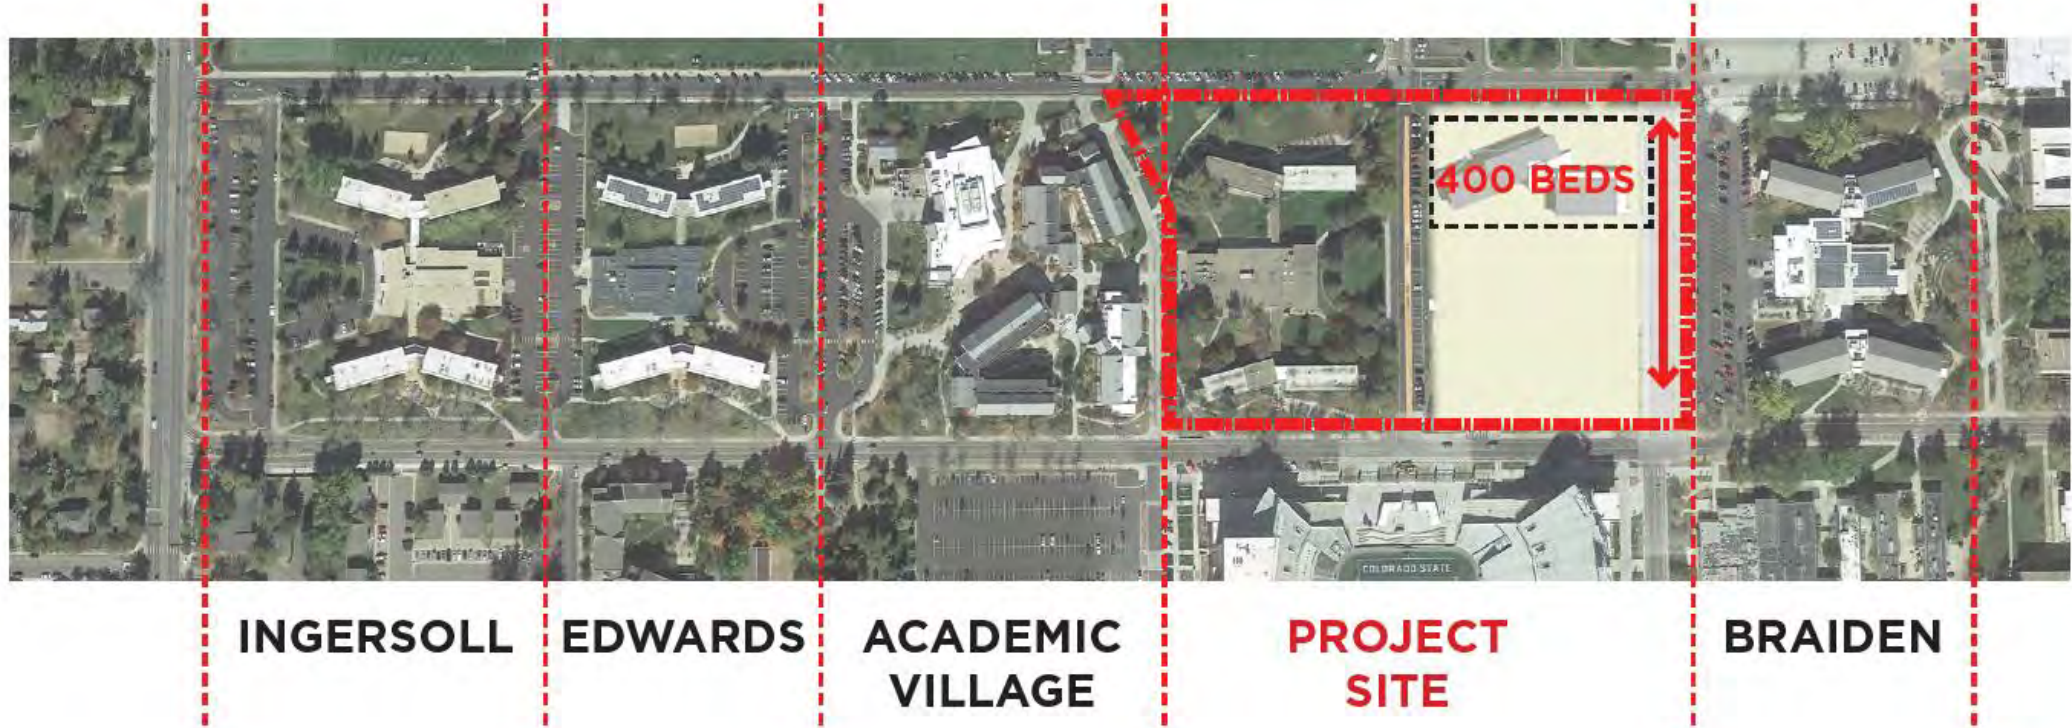 400 BEDS
COLORADO STATE
INGERSOLL
EDWARDS
ACADEMIC
VILLAGE
PROJECT
SITE
BRAIDEN